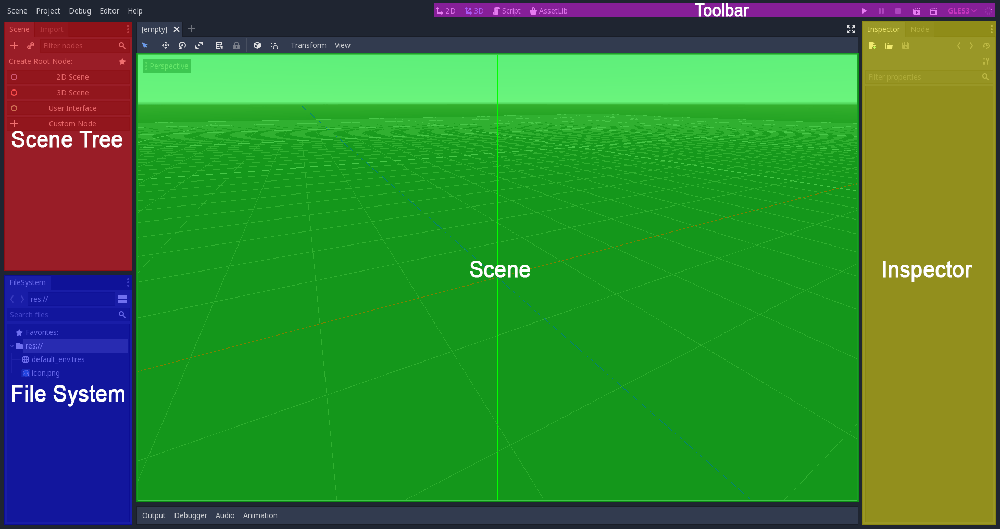 Scene Project Debug Editor Help
2D 3D Script AssetLib Toolbar GLES3
Scene Import
Filter nodes
Create Root Node:
2D Scene
3D Scene
User Interface
Custom Node
Scene Tree
FileSystem
res://
Search files
Favorites:
res://
default_env.tres
icon.png
File System
[empty]
Transform View
Perspective
Scene
Output Debugger Audio Animation
Inspector Node
Filter properties
Inspector